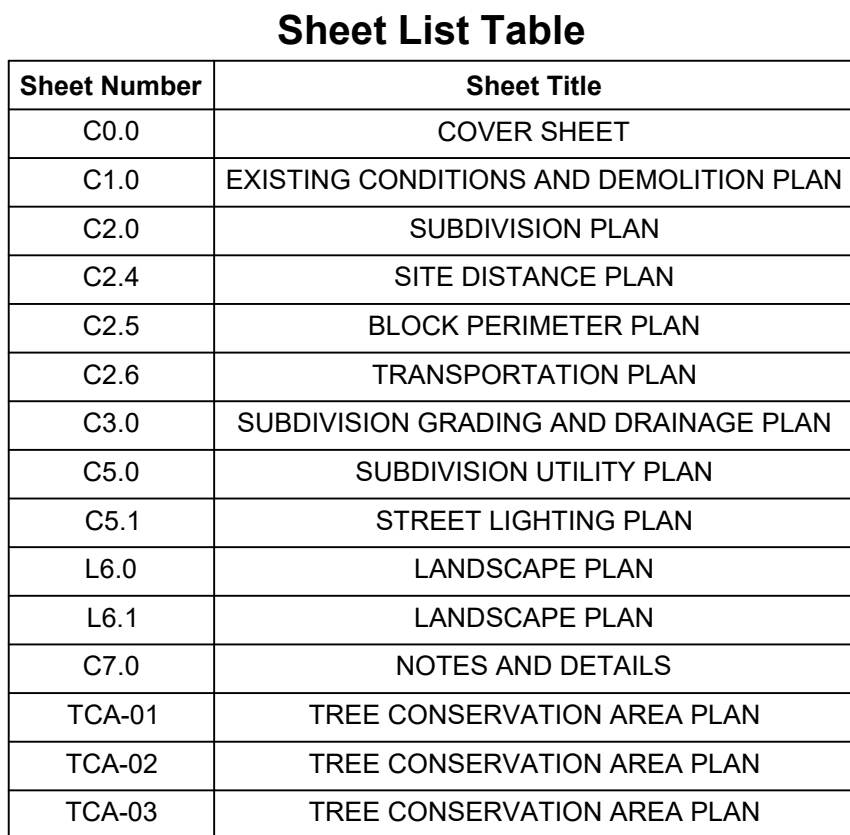 Sheet List Table
Sheet Number Sheet Title
C0.0 COVER SHEET
C1.0 EXISTING CONDITIONS AND DEMOLITION PLAN
C2.0 SUBDIVISION PLAN
C2.4 SITE DISTANCE PLAN
C2.5 BLOCK PERIMETER PLAN
C2.6 TRANSPORTATION PLAN
C3.0 SUBDIVISION GRADING AND DRAINAGE PLAN
C5.0 SUBDIVISION UTILITY PLAN
C5.1 STREET LIGHTING PLAN
L6.0 LANDSCAPE PLAN
L6.1 LANDSCAPE PLAN
C7.0 NOTES AND DETAILS
TCA-01 TREE CONSERVATION AREA PLAN
TCA-02 TREE CONSERVATION AREA PLAN
TCA-03 TREE CONSERVATION AREA PLAN